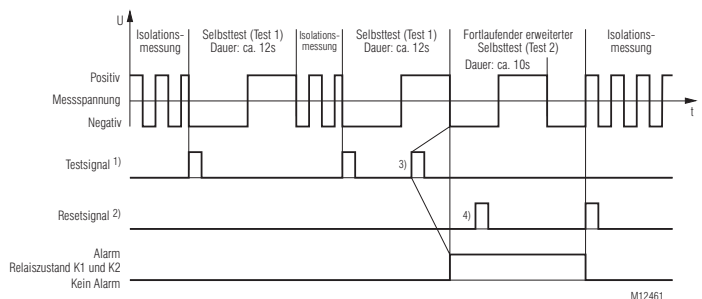 U
Isolations-
messung
Selbsttest (Test 1)
Dauer: ca. 12s
Isolations-
messung
Selbsttest (Test 1)
Dauer: ca. 12s
Fortlaufender erweiterter
Selbsttest (Test 2)
Dauer: ca. 10s
Isolations-
messung
Positiv
Messspannung
Negativ
t
Testsignal 1)
3)
Resetsignal 2)
4)
Alarm
Relaiszustand K1 und K2
Kein Alarm
M12461